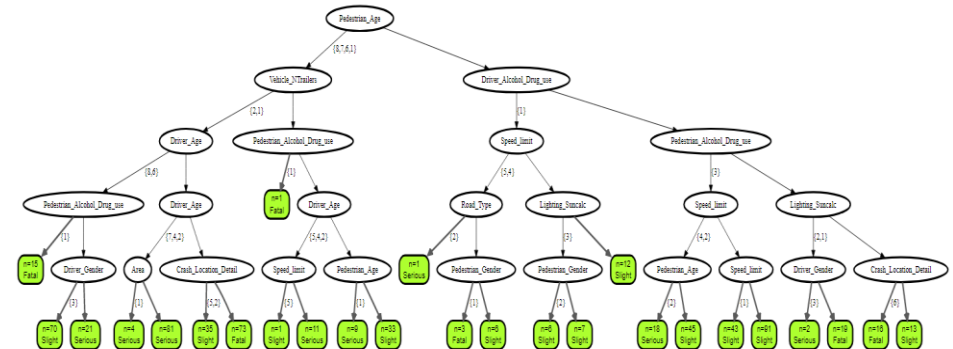 Pedestrian_Age
{8,7,6,1}
Vehicle_NTrailers
Driver_Alcohol_Drug_use
{2,1}
{1}
Driver_Age
Pedestrian_Alcohol_Drug_use
Speed_limit
Pedestrian_Alcohol_Drug_use
{8,6}
{1}
{5,4}
{3}
Pedestrian_Alcohol_Drug_use
Driver_Age
n=1
Fatal
Driver_Age
Road_Type
Lighting_Suncalc
Speed_limit
Lighting_Suncalc
{1}
{7,4,2}
{5,4,2}
{2}
{3}
{4,2}
{2,1}
n=15
Fatal
Driver_Gender
Area
Crash_Location_Detail
Speed_limit
Pedestrian_Age
n=1
Serious
Pedestrian_Gender
Pedestrian_Gender
n=12
Slight
Pedestrian_Age
Speed_limit
Driver_Gender
Crash_Location_Detail
{3}
{1}
{5,2}
{5}
{1}
{1}
{2}
{2}
{1}
{3}
{6}
n=70
Slight
n=21
Serious
n=4
Serious
n=81
Serious
n=35
Slight
n=73
Fatal
n=1
Slight
n=11
Serious
n=9
Serious
n=33
Slight
n=3
Fatal
n=5
Slight
n=6
Slight
n=7
Slight
n=18
Serious
n=45
Slight
n=43
Slight
n=91
Slight
n=2
Serious
n=19
Fatal
n=16
Fatal
n=13
Slight